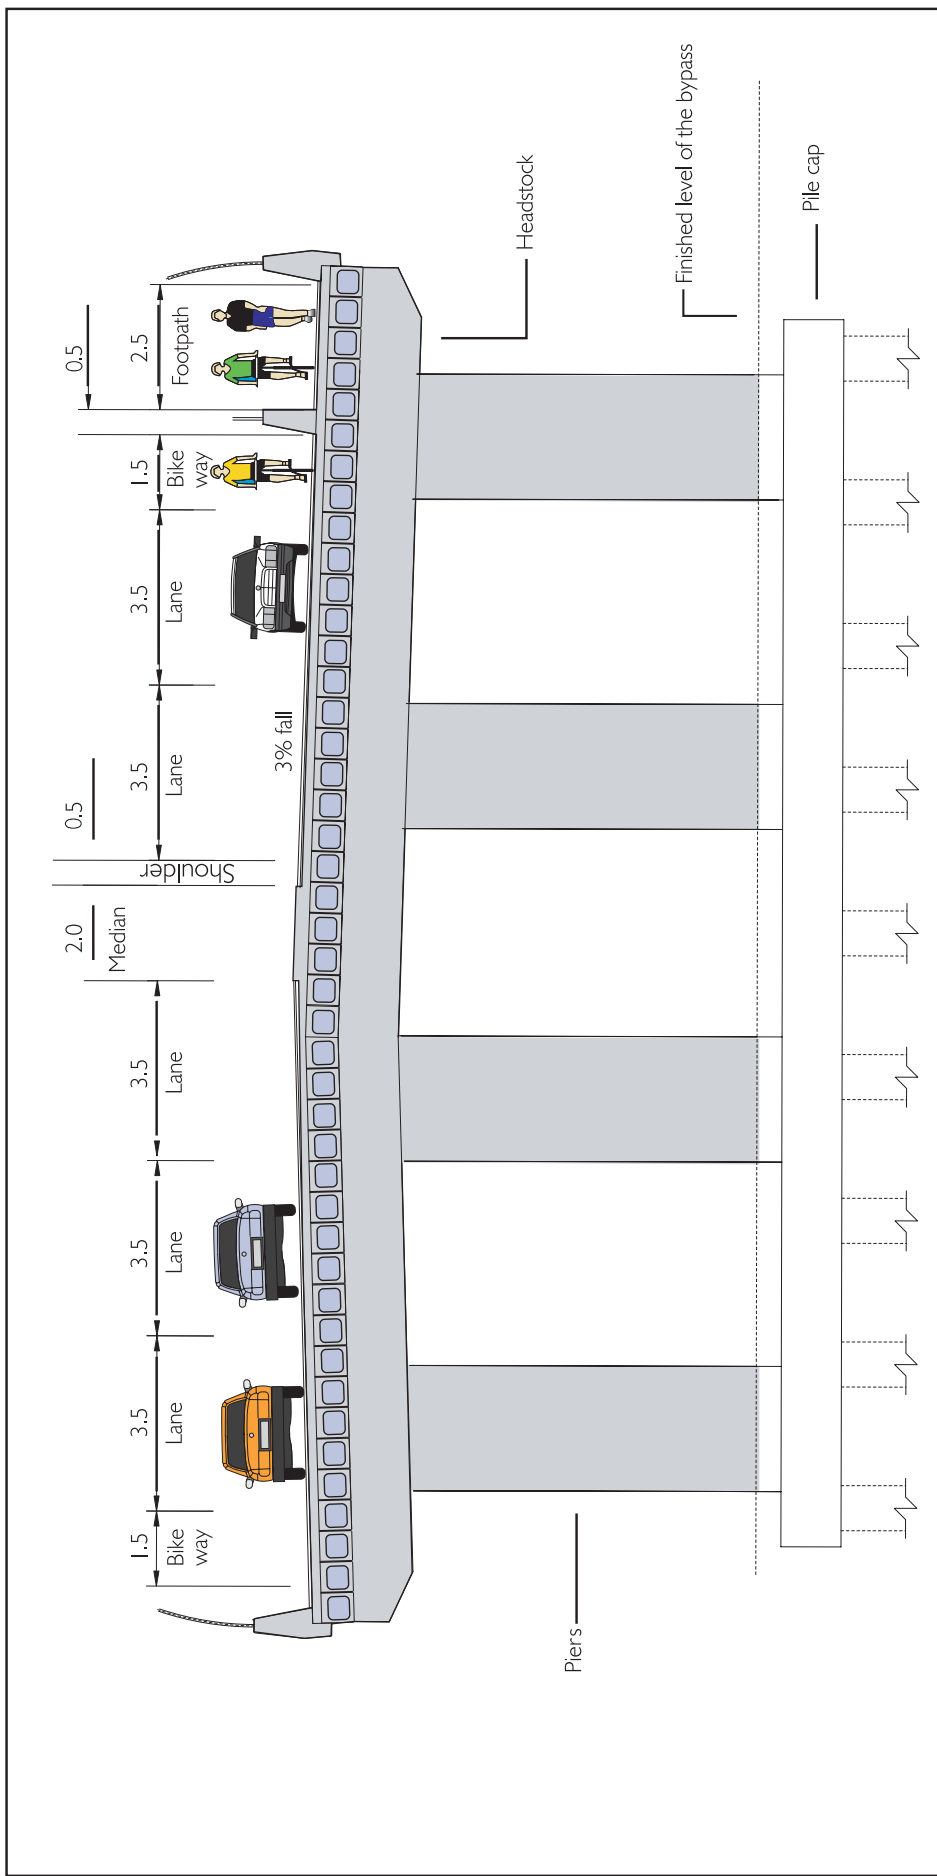 1.5
Bike
way
3.5
Lane
3.5
Lane
3.5
Lane
2.0
Median
Shoulder
0.5
3.5
Lane
3% fall
3.5
Lane
1.5
Bike
way
0.5
2.5
Footpath
Headstock
Piers
Finished level of the bypass
Pile cap